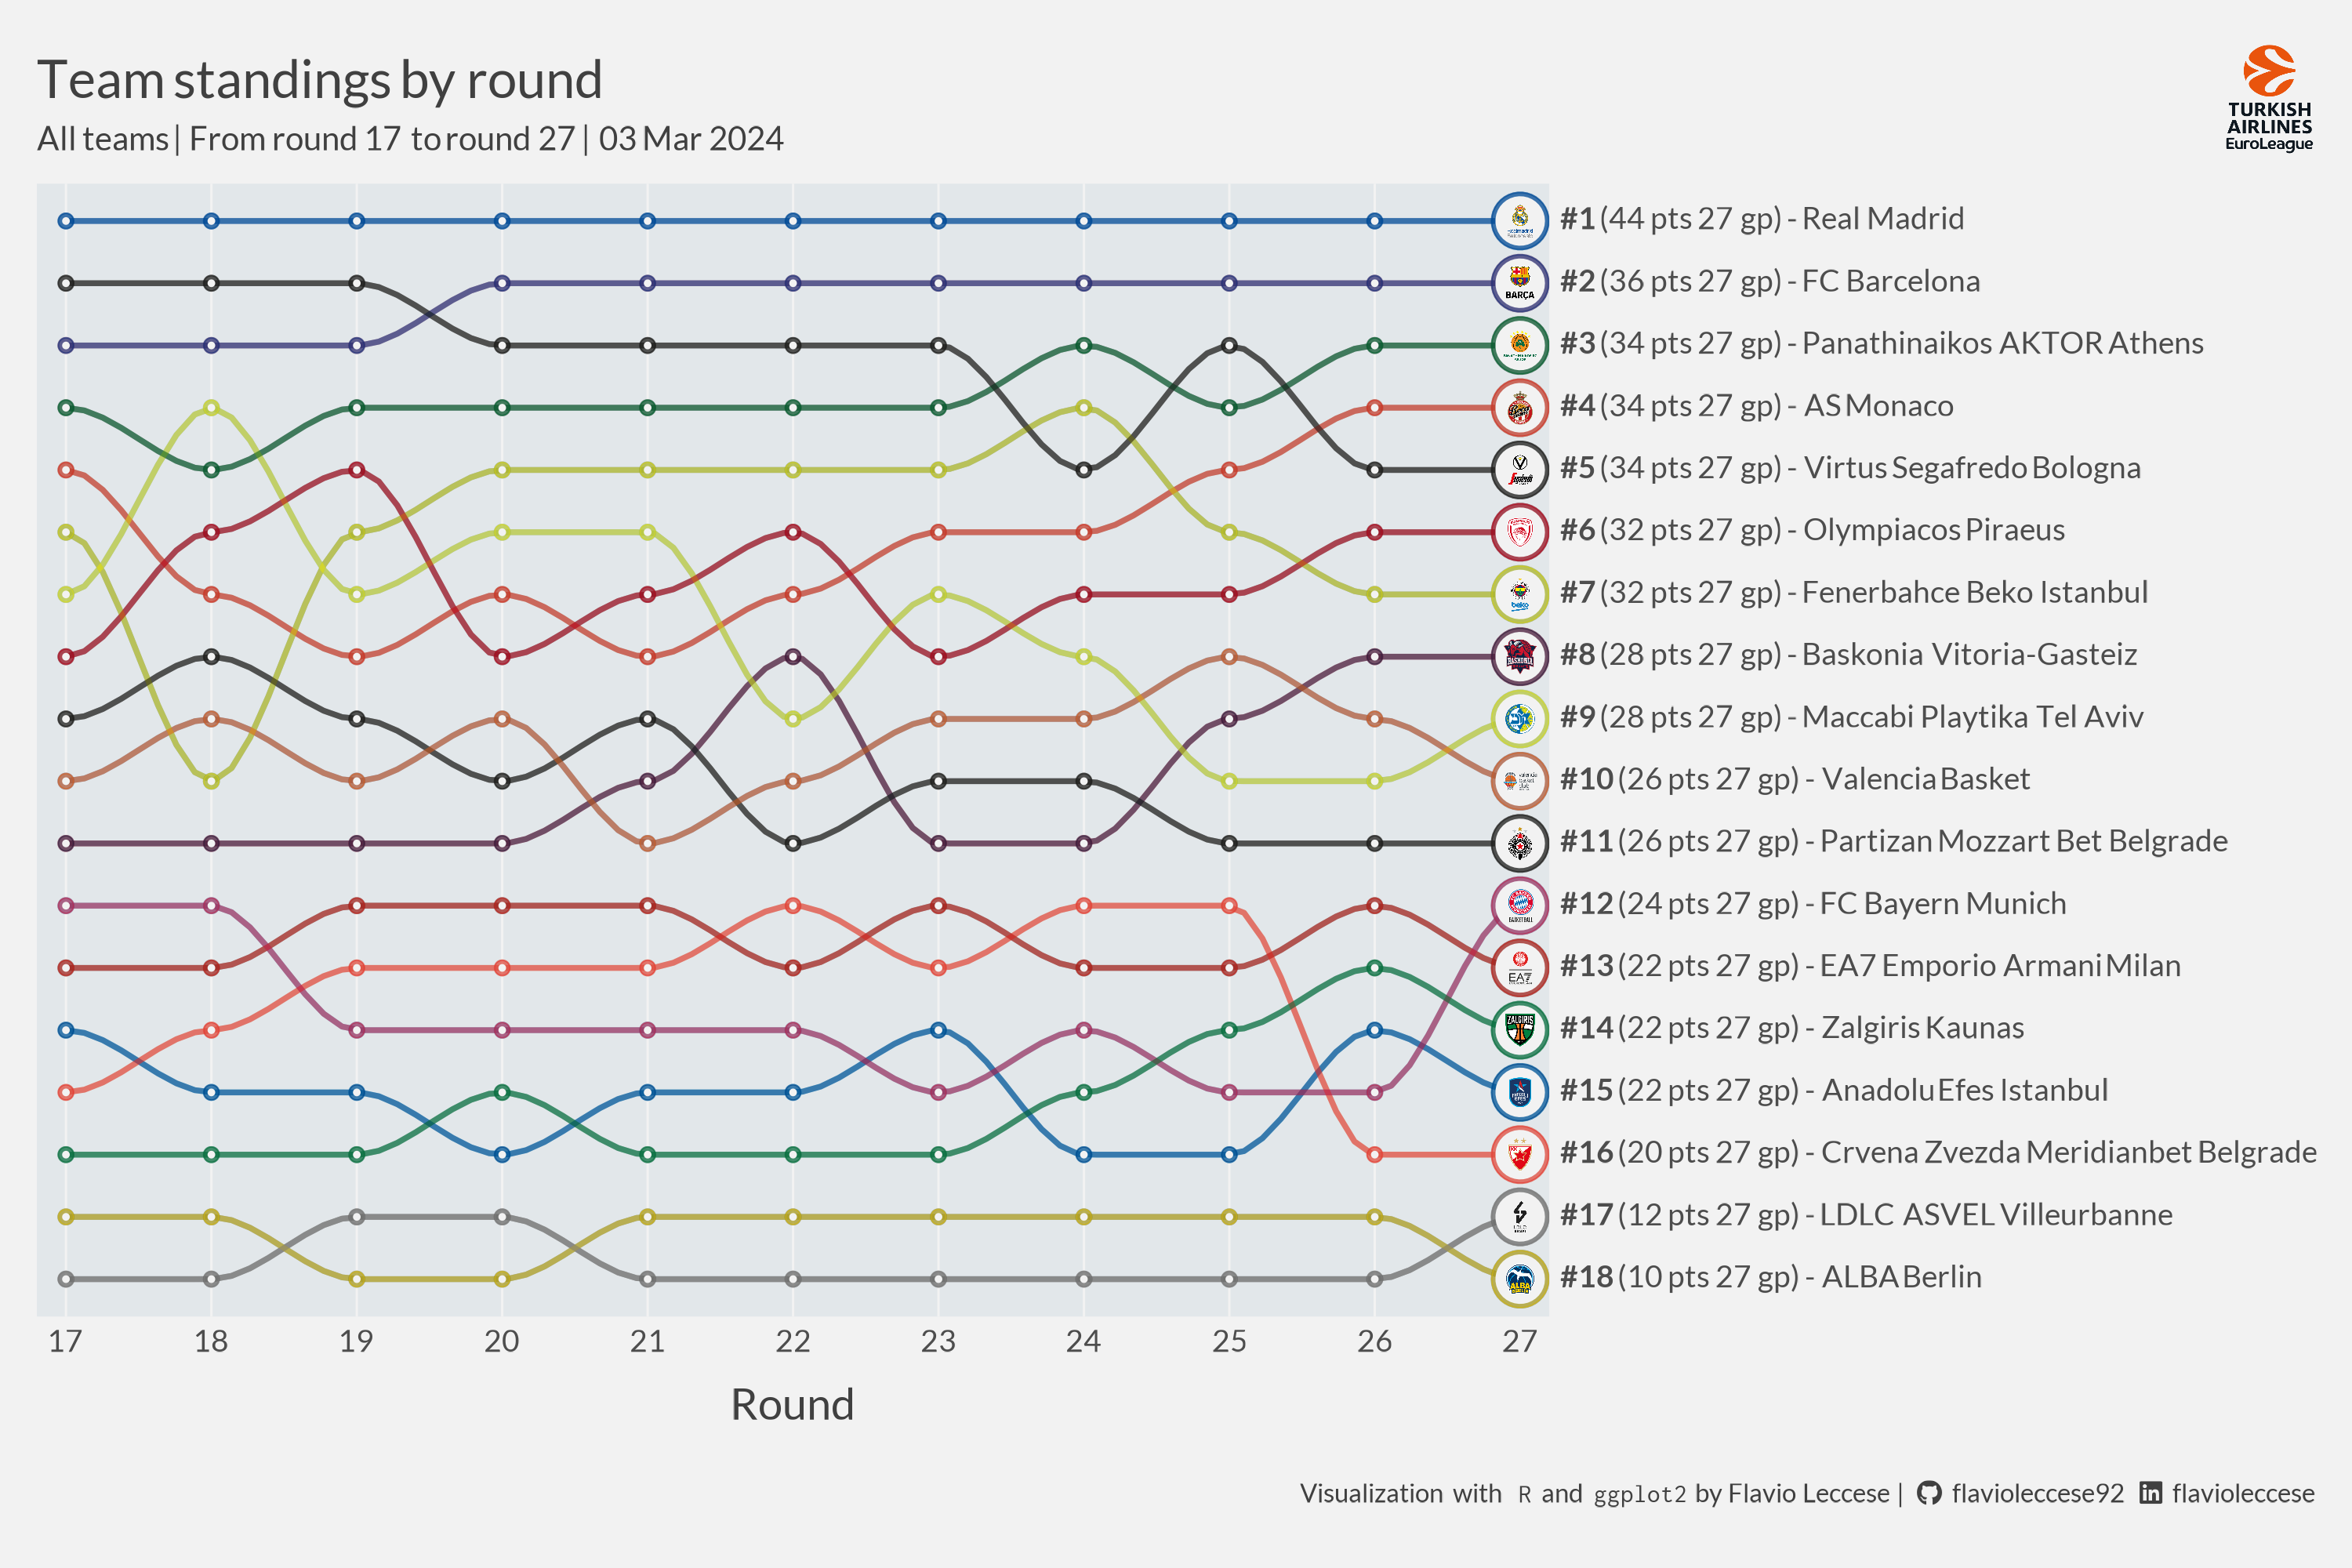 Team standings by round
All teams | From round 17 to round 27 | 03 Mar 2024
TURKISH
AIRLINES
EuroLeague
#1 (44 pts 27 gp) - Real Madrid
#2 (36 pts 27 gp) - FC Barcelona
BARÇA
#3 (34 pts 27 gp) - Panathinaikos AKTOR Athens
#4 (34 pts 27 gp) - AS Monaco
#5 (34 pts 27 gp) - Virtus Segafredo Bologna
#6 (32 pts 27 gp) - Olympiacos Piraeus
#7 (32 pts 27 gp) - Fenerbahce Beko Istanbul
beko
#8 (28 pts 27 gp) - Baskonia Vitoria-Gasteiz
BASKONIA
#9 (28 pts 27 gp) - Maccabi Playtika Tel Aviv
#10 (26 pts 27 gp) - Valencia Basket
#11 (26 pts 27 gp) - Partizan Mozzart Bet Belgrade
#12 (24 pts 27 gp) - FC Bayern Munich
BASKETBALL
#13 (22 pts 27 gp) - EA7 Emporio Armani Milan
EA7
#14 (22 pts 27 gp) - Zalgiris Kaunas
ZALGIRIS
#15 (22 pts 27 gp) - Anadolu Efes Istanbul
#16 (20 pts 27 gp) - Crvena Zvezda Meridianbet Belgrade
#17 (12 pts 27 gp) - LDLC ASVEL Villeurbanne
#18 (10 pts 27 gp) - ALBA Berlin
ALBA
17 18 19 20 21 22 23 24 25 26 27
Round
Visualization with R and ggplot2 by Flavio Leccese | flavioleccese92 in flavioleccese